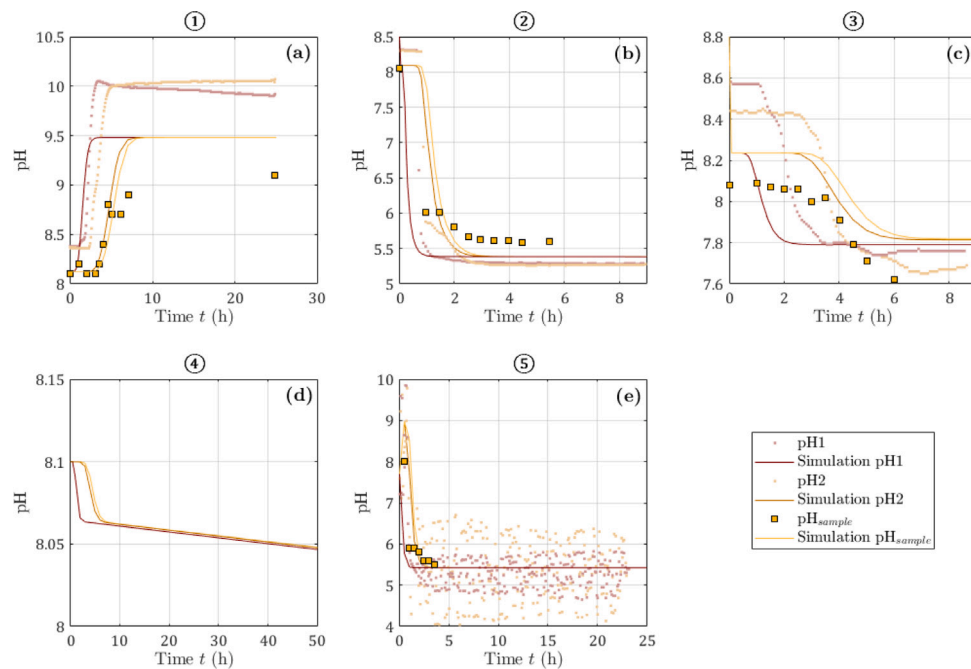 ① ② ③
10.5
10
9.5
9
8.5
8
pH
(a)
0 10 20 30
Time t (h)
8.5
8
7.5
7
6.5
6
5.5
5
pH
(b)
0 2 4 6 8
Time t (h)
8.8
8.6
8.4
8.2
8
7.8
7.6
pH
(c)
0 2 4 6 8
Time t (h)
④ ⑤
8.15
8.1
8.05
8
pH
(d)
0 10 20 30 40 50
Time t (h)
10
9
8
7
6
5
4
pH
(e)
0 5 10 15 20 25
Time t (h)
pH1
Simulation pH1
pH2
Simulation pH2
pHsample
Simulation pHsample